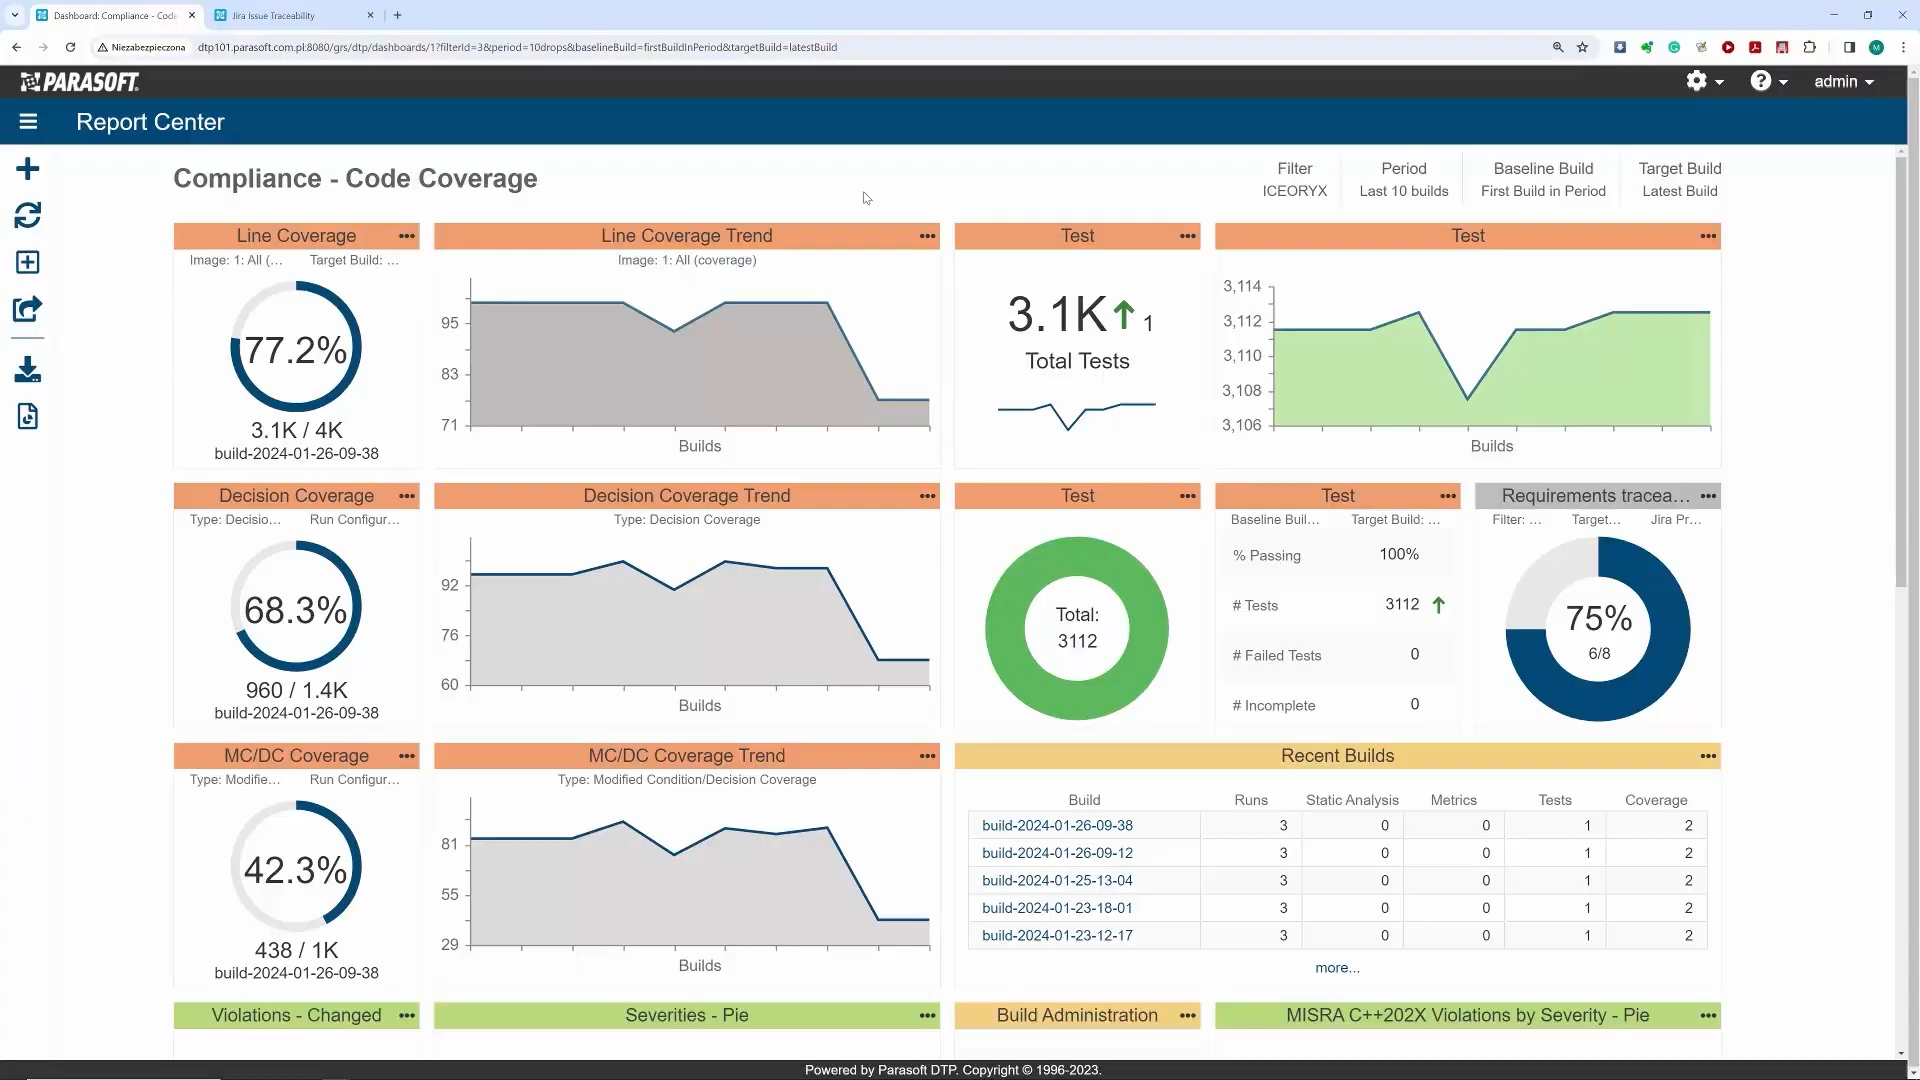 Dashboard: Compliance - Code
Jira Issue Traceability
Niezabezpieczona
dtp101.parasoft.com.pl:8080/grs/dtp/dashboards/1?filterId=3&period=10drops&baselineBuild=firstBuildInPeriod&targetBuild=latestBuild
M
PARASOFT.
admin
Report Center
Compliance - Code Coverage
Filter Period Baseline Build Target Build
ICEORYX Last 10 builds First Build in Period Latest Build
Line Coverage
Image: 1: All (... Target Build: ...
77.2%
3.1K / 4K
build-2024-01-26-09-38
Line Coverage Trend
Image: 1: All (coverage)
95
83
71
Builds
Test
3.1K 1
Total Tests
Test
3,114
3,112
3,110
3,108
3,106
Builds
Decision Coverage
Type: Decisio... Run Configur...
68.3%
960 / 1.4K
build-2024-01-26-09-38
Decision Coverage Trend
Type: Decision Coverage
92
76
60
Builds
Test
Total:
3112
Test
Baseline Buil... Target Build: ...
% Passing 100%
# Tests 3112
# Failed Tests 0
# Incomplete 0
Requirements tracea...
Filter: ... Target... Jira Pr...
75%
6/8
MC/DC Coverage
Type: Modifie... Run Configur...
42.3%
438 / 1K
build-2024-01-26-09-38
MC/DC Coverage Trend
Type: Modified Condition/Decision Coverage
81
55
29
Builds
Recent Builds
Build Runs Static Analysis Metrics Tests Coverage
build-2024-01-26-09-38 3 0 0 1 2
build-2024-01-26-09-12 3 0 0 1 2
build-2024-01-25-13-04 3 0 0 1 2
build-2024-01-23-18-01 3 0 0 1 2
build-2024-01-23-12-17 3 0 0 1 2
more...
Violations - Changed
Severities - Pie
Build Administration
MISRA C++202X Violations by Severity - Pie
Powered by Parasoft DTP. Copyright © 1996-2023.